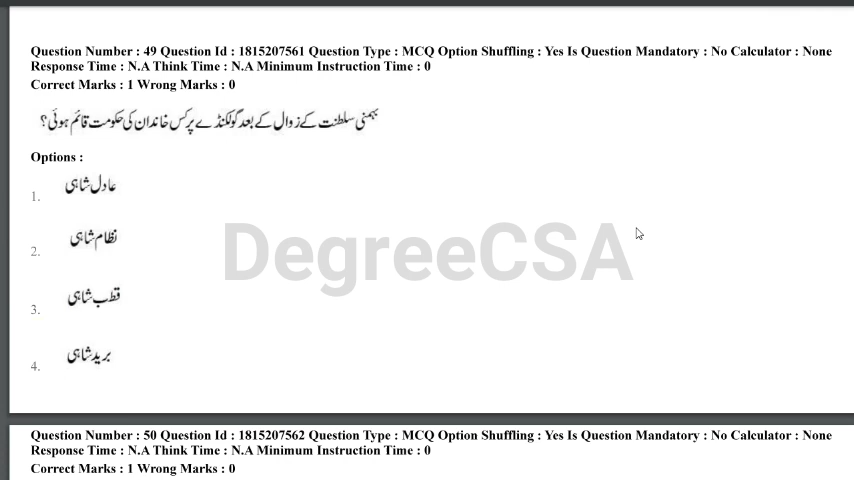 Question Number : 49 Question Id : 1815207561 Question Type : MCQ Option Shuffling : Yes Is Question Mandatory : No Calculator : None
Response Time : N.A Think Time : N.A Minimum Instruction Time : 0
Correct Marks : 1 Wrong Marks : 0
بہمنی سلطنت کے زوال کے بعد گولکنڈے پر کس خاندان کی حکومت قائم ہوئی؟
Options :
1. عادل شاہی
2. نظام شاہی
DegreeCSA
3. قطب شاہی
4. برید شاہی
Question Number : 50 Question Id : 1815207562 Question Type : MCQ Option Shuffling : Yes Is Question Mandatory : No Calculator : None
Response Time : N.A Think Time : N.A Minimum Instruction Time : 0
Correct Marks : 1 Wrong Marks : 0